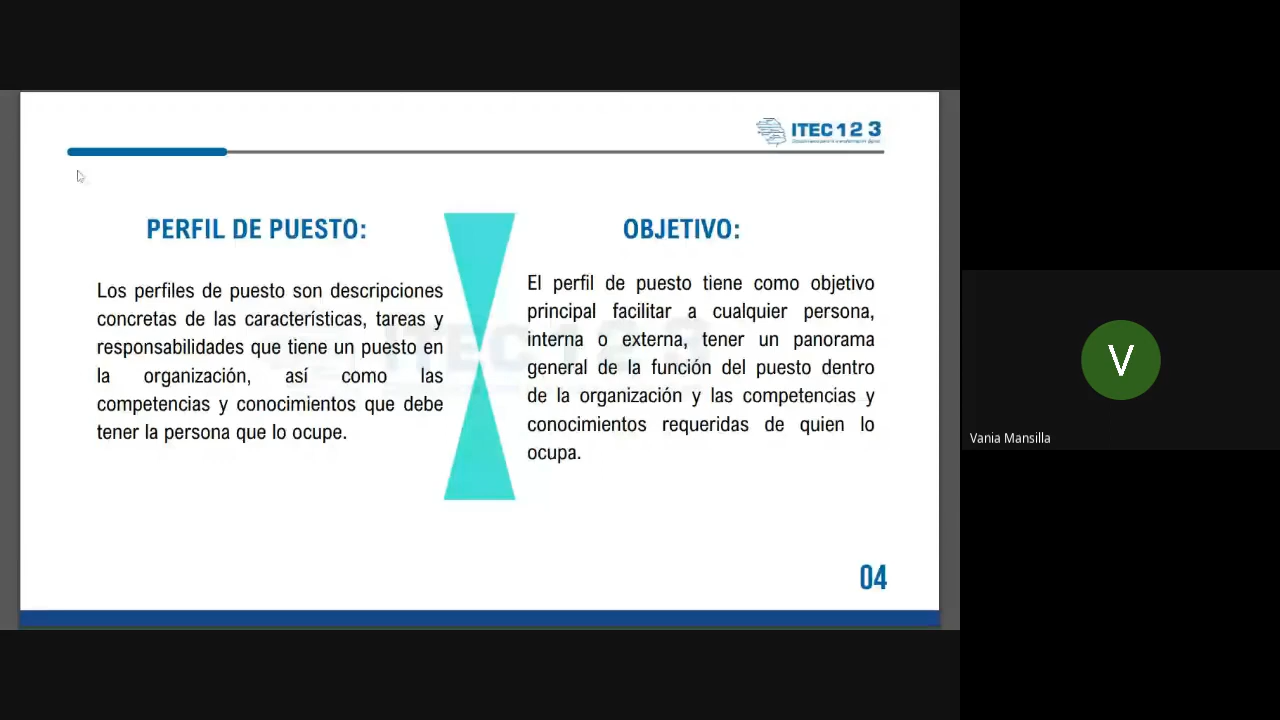 ITEC 1 2 3
PERFIL DE PUESTO:
Los perfiles de puesto son descripciones
concretas de las características, tareas y
responsabilidades que tiene un puesto en
la organización, así como las
competencias y conocimientos que debe
tener la persona que lo ocupe.
OBJETIVO:
El perfil de puesto tiene como objetivo
principal facilitar a cualquier persona,
interna o externa, tener un panorama
general de la función del puesto dentro
de la organización y las competencias y
conocimientos requeridas de quien lo
ocupa.
ITEC 1 2 3
04
V
Vania Mansilla